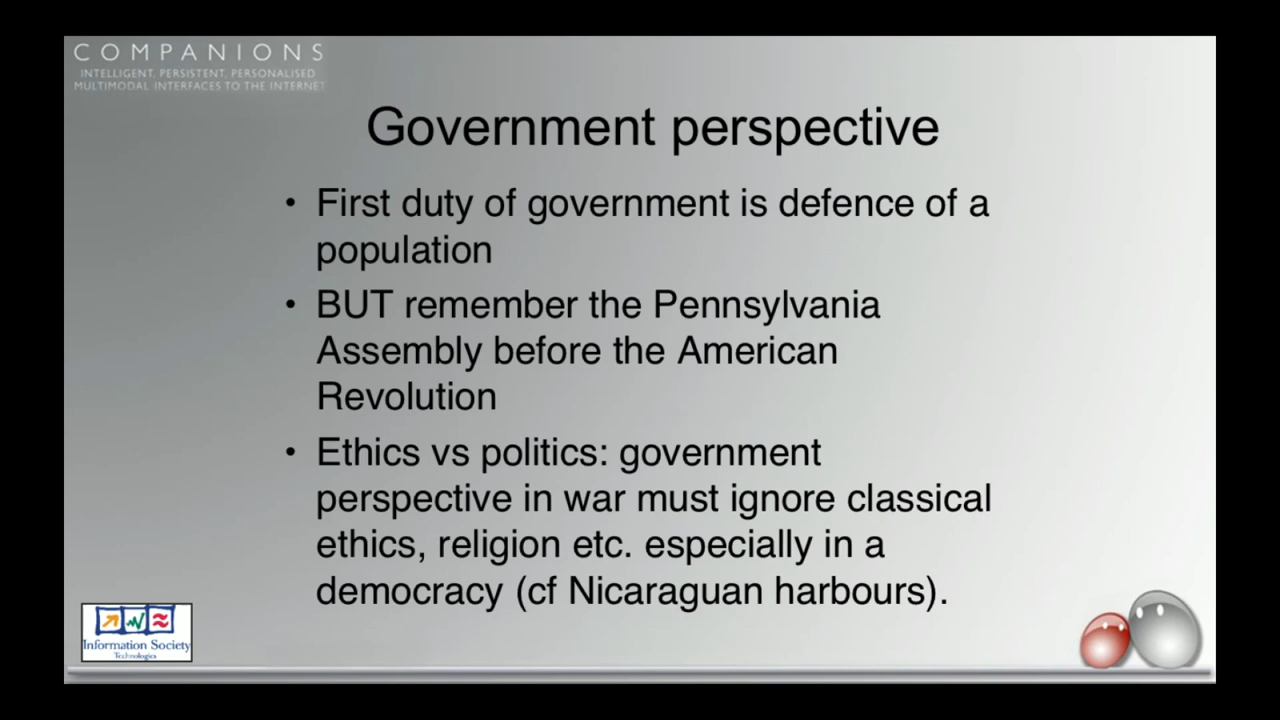 COMPANIONS
INTELLIGENT, PERSISTENT, PERSONALISED
MULTIMODAL INTERFACES TO THE INTERNET
Government perspective
• First duty of government is defence of a
population
• BUT remember the Pennsylvania
Assembly before the American
Revolution
• Ethics vs politics: government
perspective in war must ignore classical
ethics, religion etc. especially in a
democracy (cf Nicaraguan harbours).
Information Society
Technologies